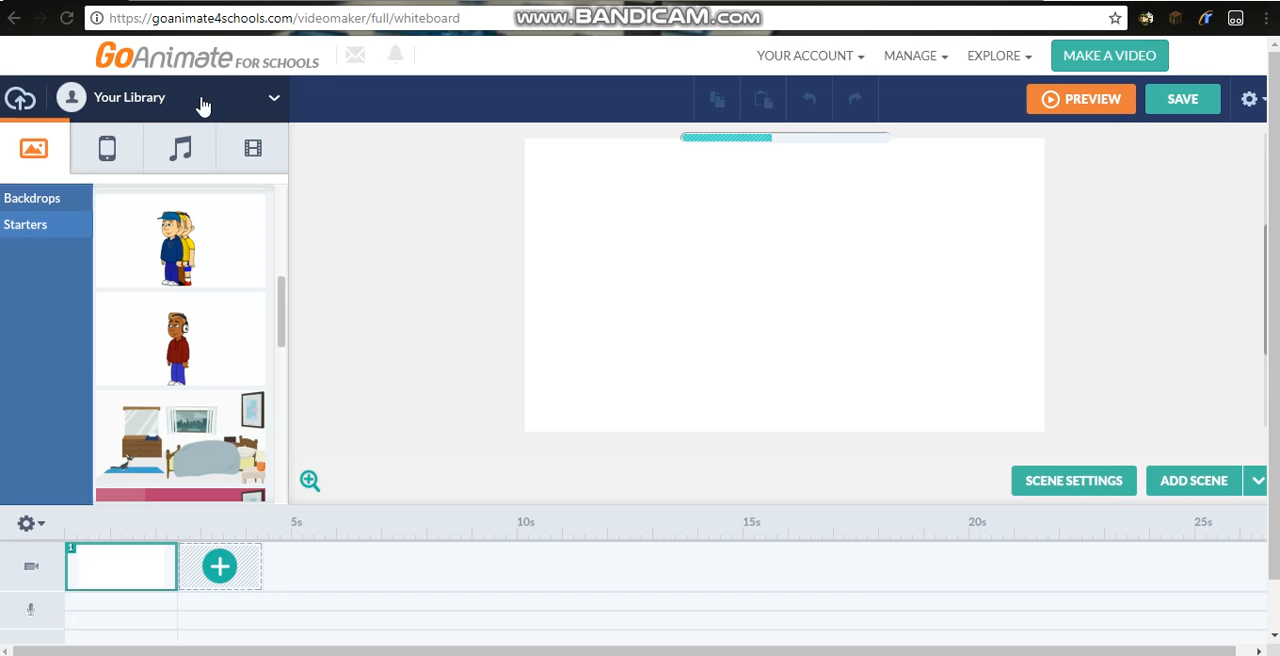 https://goanimate4schools.com/videomaker/full/whiteboard
www.BANDICAM.com
GoAnimate FOR SCHOOLS
YOUR ACCOUNT MANAGE EXPLORE MAKE A VIDEO
Your Library
PREVIEW SAVE
Backdrops
Starters
SCENE SETTINGS ADD SCENE
5s 10s 15s 20s 25s
1